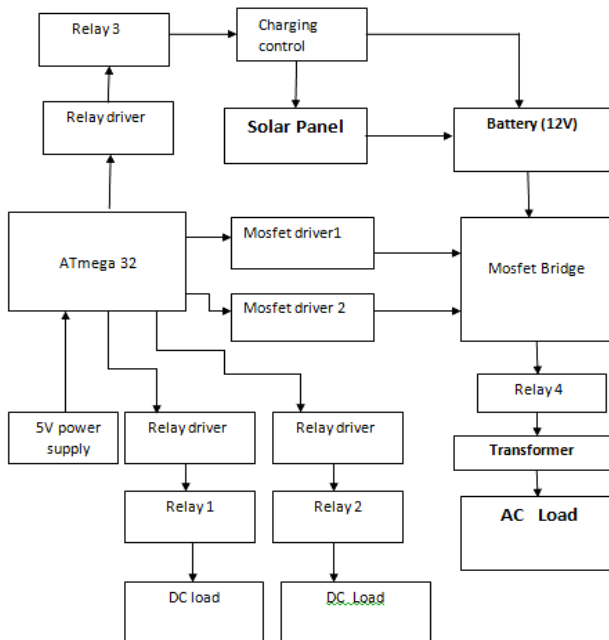 Relay 3
Charging
control
Relay driver
Solar Panel
Battery (12V)
ATmega 32
Mosfet driver1
Mosfet Bridge
Mosfet driver 2
Relay 4
5V power
supply
Relay driver
Relay driver
Transformer
Relay 1
Relay 2
AC Load
DC load
DC Load